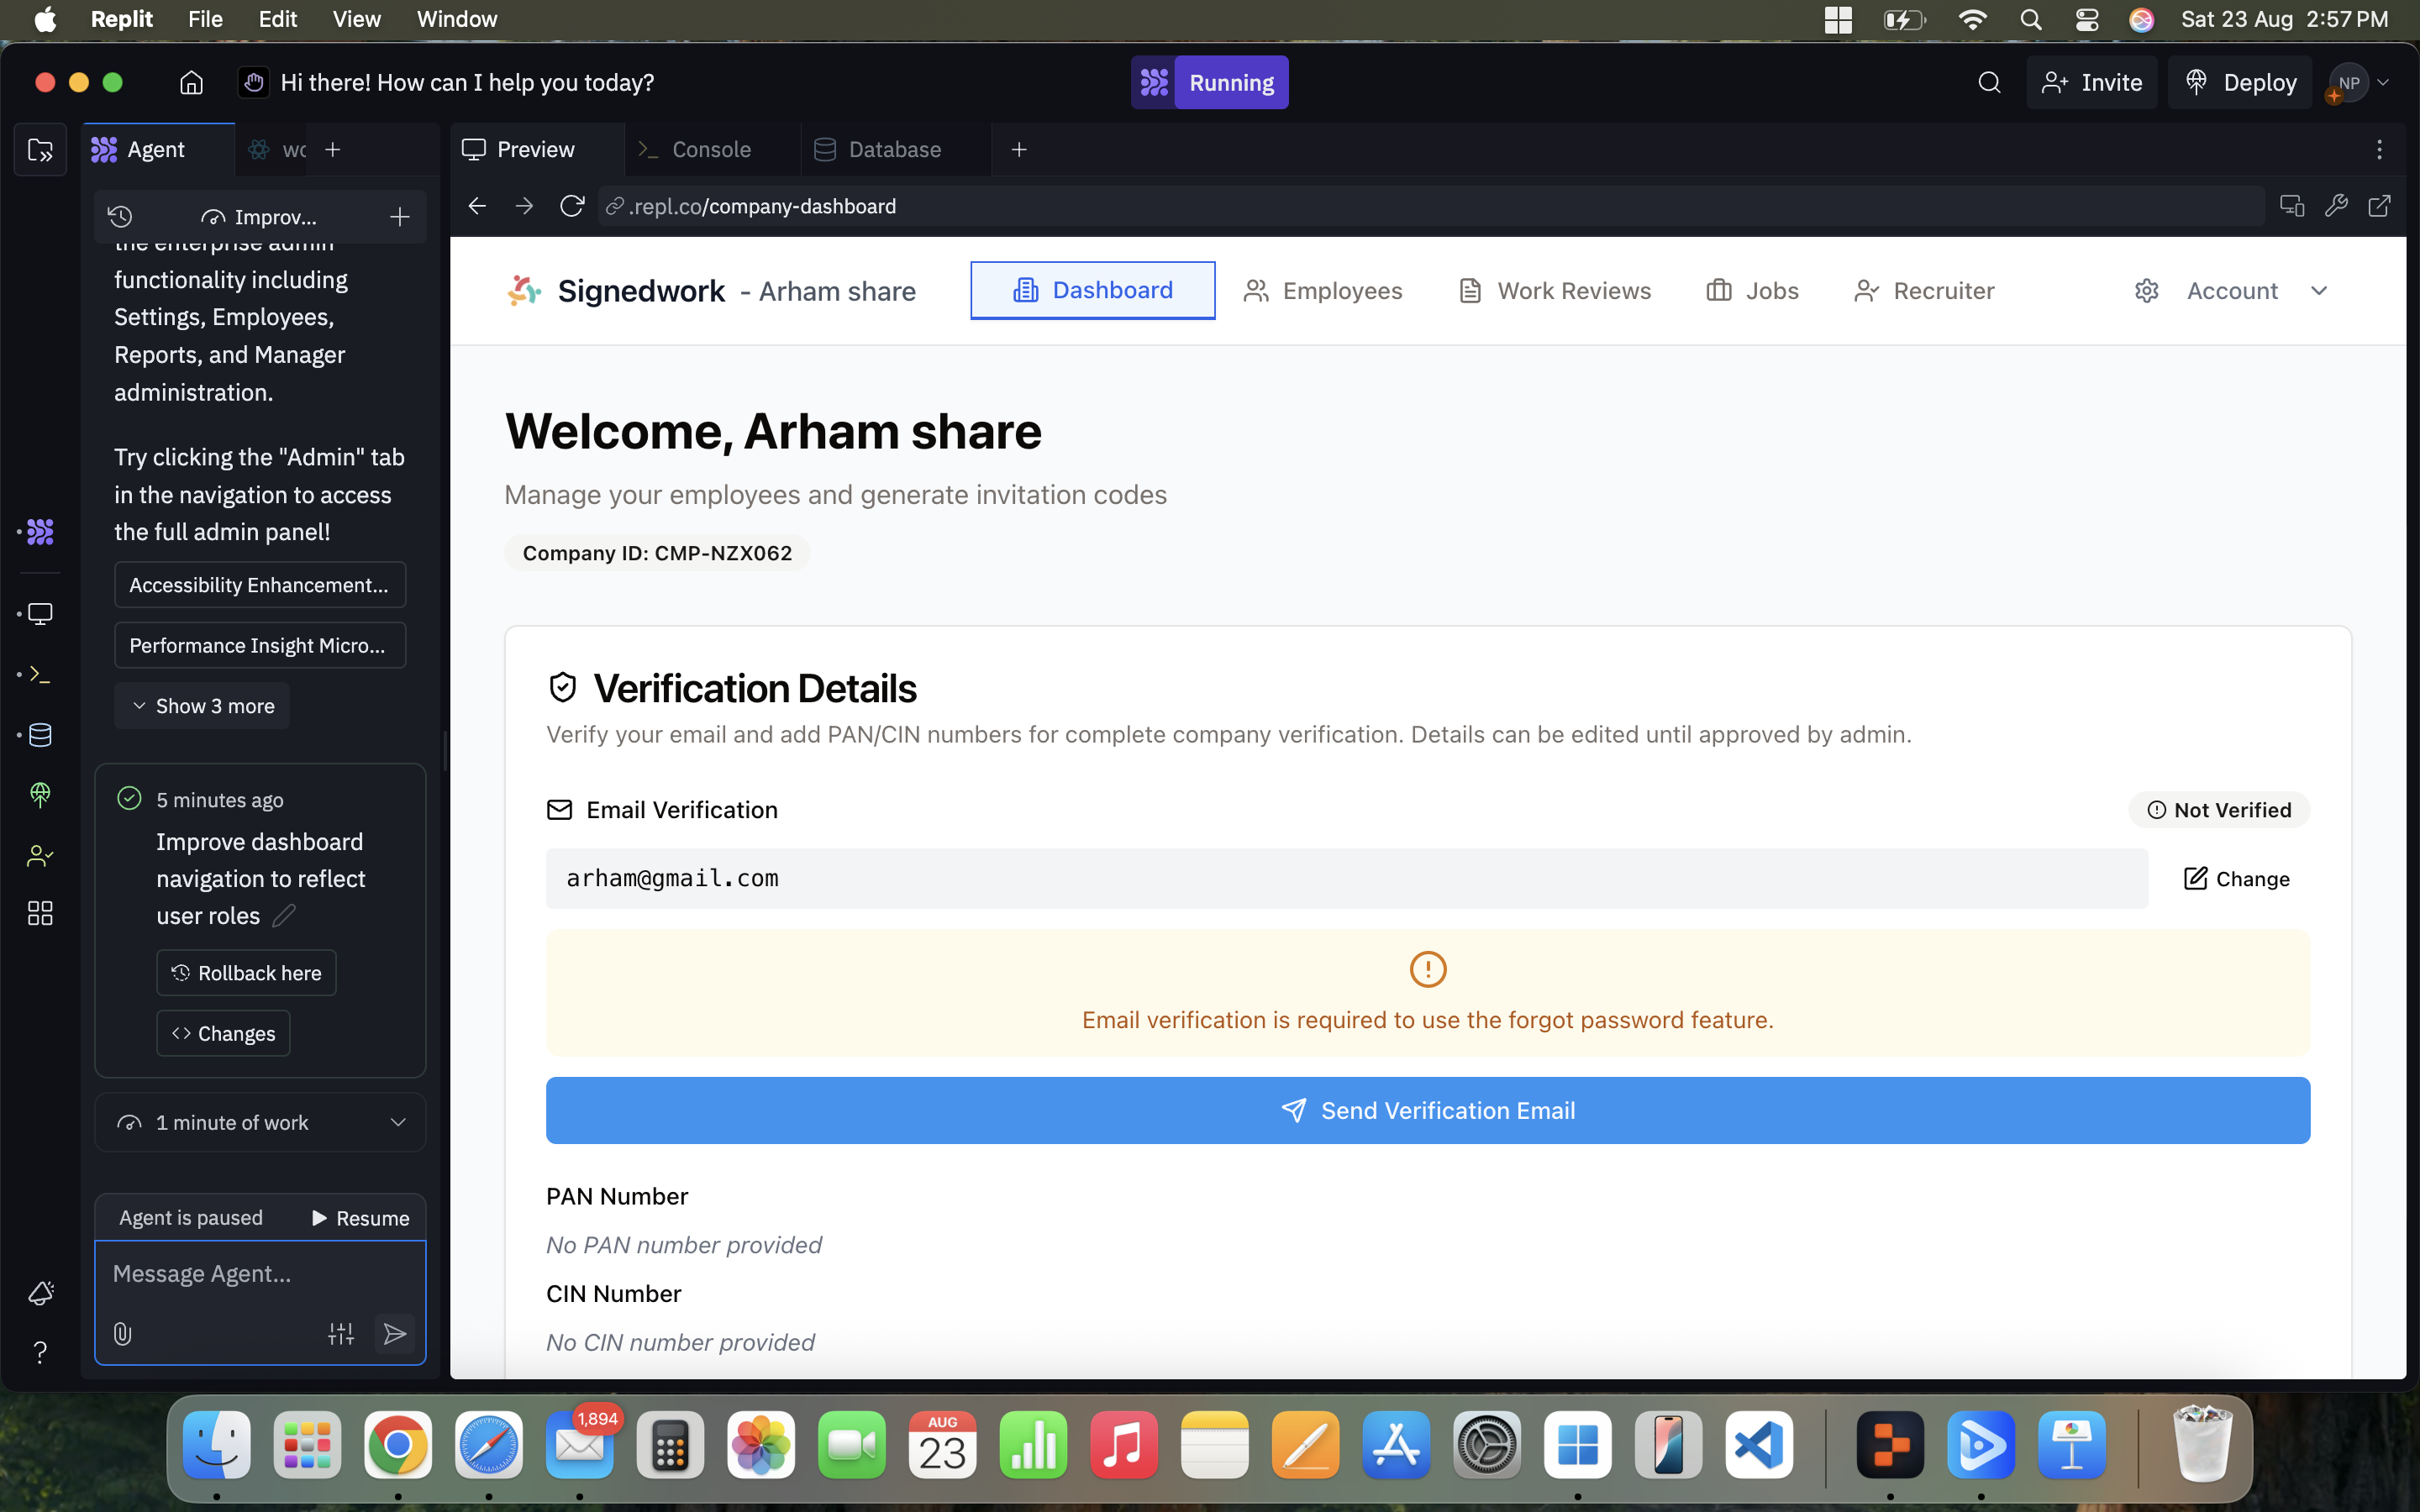 Replit File Edit View Window
Sat 23 Aug 2:57 PM
Hi there! How can I help you today?
Running
Invite
Deploy
NP
Agent
Preview
Console
Database
Improv...
.repl.co/company-dashboard
the enterprise admin
functionality including
Settings, Employees,
Reports, and Manager
administration.
Try clicking the "Admin" tab
in the navigation to access
the full admin panel!
Accessibility Enhancement...
Performance Insight Micro...
Show 3 more
5 minutes ago
Improve dashboard
navigation to reflect
user roles
Rollback here
Changes
1 minute of work
Agent is paused
Resume
Message Agent...
Signedwork - Arham share
Dashboard
Employees
Work Reviews
Jobs
Recruiter
Account
Welcome, Arham share
Manage your employees and generate invitation codes
Company ID: CMP-NZX062
Verification Details
Verify your email and add PAN/CIN numbers for complete company verification. Details can be edited until approved by admin.
Email Verification
Not Verified
arham@gmail.com
Change
Email verification is required to use the forgot password feature.
Send Verification Email
PAN Number
No PAN number provided
CIN Number
No CIN number provided
1,894
AUG
23